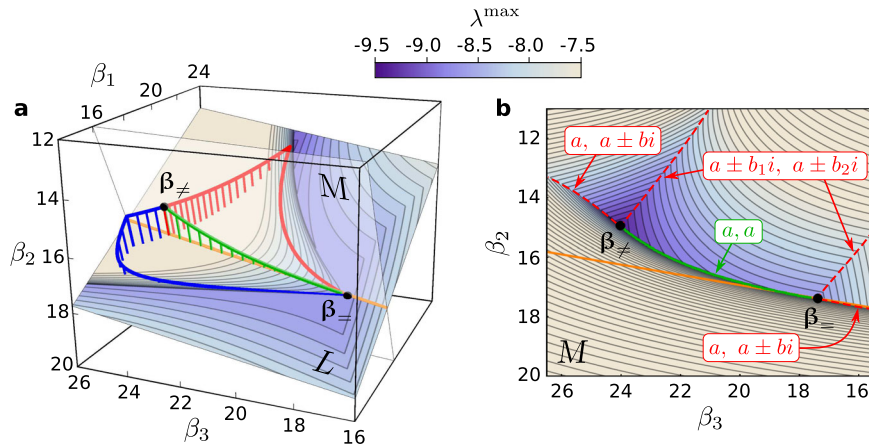 λ^max
-9.5 -9.0 -8.5 -8.0 -7.5
a
β₁
16 20 24
12
14
16
18
20
β₂
26 24 22 20 18 16
β₃
M
L
𝛃≠
𝛃₌
b
12
14
16
18
20
β₂
26 24 22 20 18 16
β₃
a, a ± bi
a ± b₁i, a ± b₂i
a, a
a, a ± bi
𝛃≠
𝛃₌
M